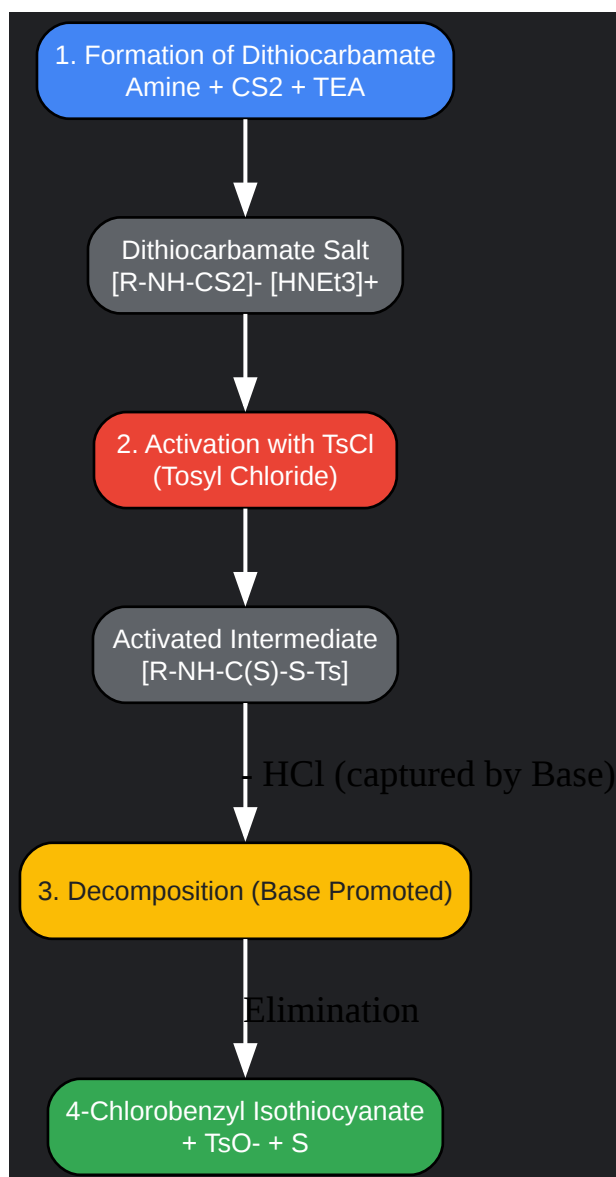 1. Formation of Dithiocarbamate
Amine + CS2 + TEA
Dithiocarbamate Salt
[R-NH-CS2]- [HNEt3]+
2. Activation with TsCl
(Tosyl Chloride)
Activated Intermediate
[R-NH-C(S)-S-Ts]
- HCl (captured by Base)
3. Decomposition (Base Promoted)
Elimination
4-Chlorobenzyl Isothiocyanate
+ TsO- + S